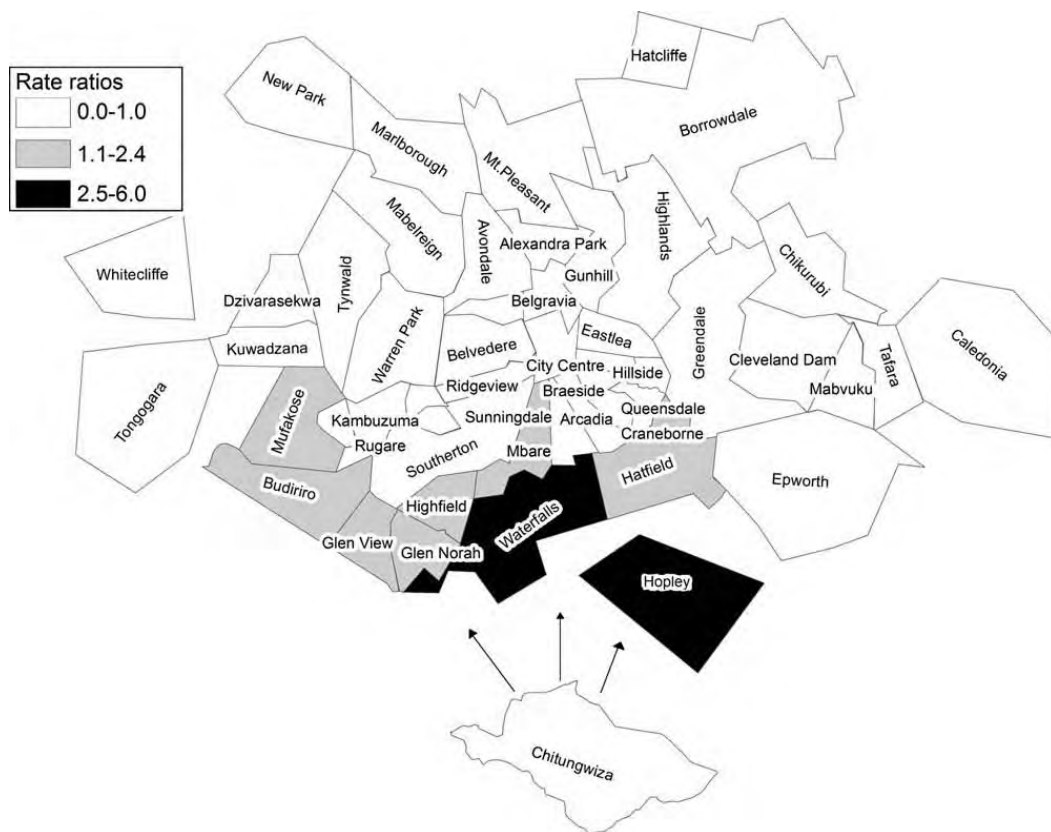 Rate ratios
0.0-1.0
1.1-2.4
2.5-6.0
Hatcliffe
New Park
Borrowdale
Marlborough
Mt.Pleasant
Mabelreign
Highlands
Avondale
Alexandra Park
Whitecliffe
Tynwald
Gunhill
Chikurubi
Dzivarasekwa
Belgravia
Warren Park
Eastlea
Greendale
Caledonia
Kuwadzana
Belvedere
City Centre
Hillside
Cleveland Dam
Tafara
Tongogara
Ridgeview
Braeside
Mabvuku
Mufakose
Kambuzuma
Sunningdale
Arcadia
Queensdale
Rugare
Southerton
Mbare
Craneborne
Hatfield
Epworth
Budiriro
Highfield
Waterfalls
Glen View
Glen Norah
Hopley
Chitungwiza